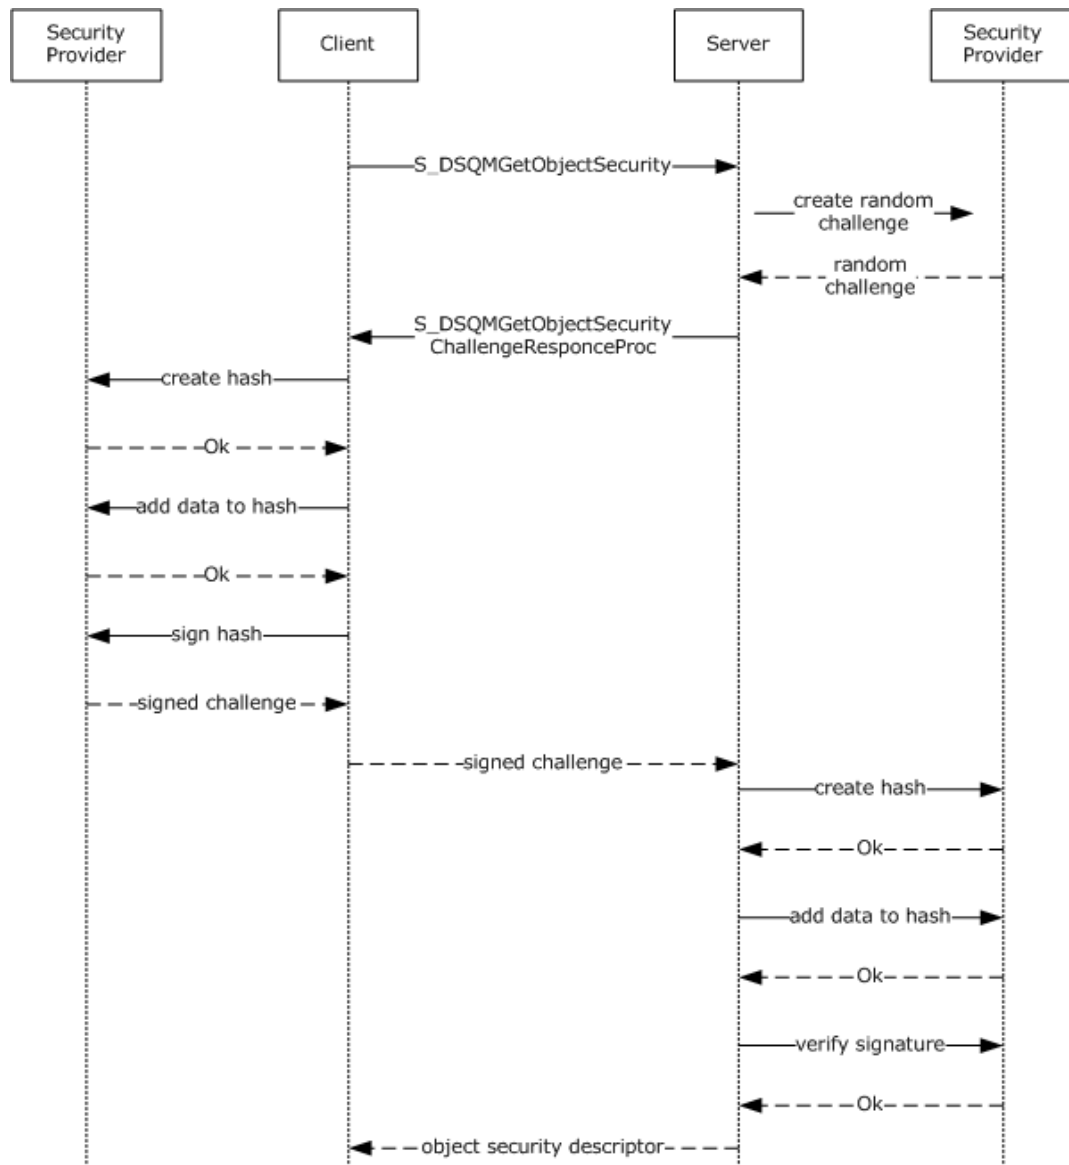 Security
Provider
Client
Server
Security
Provider
S_DSQMGetObjectSecurity
create random
challenge
random
challenge
S_DSQMGetObjectSecurity
ChallengeResponceProc
create hash
Ok
add data to hash
Ok
sign hash
signed challenge
signed challenge
create hash
Ok
add data to hash
Ok
verify signature
Ok
object security descriptor